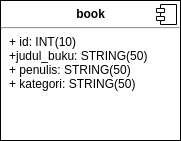 book
+ id: INT(10)
+judul_buku: STRING(50)
+ penulis: STRING(50)
+ kategori: STRING(50)